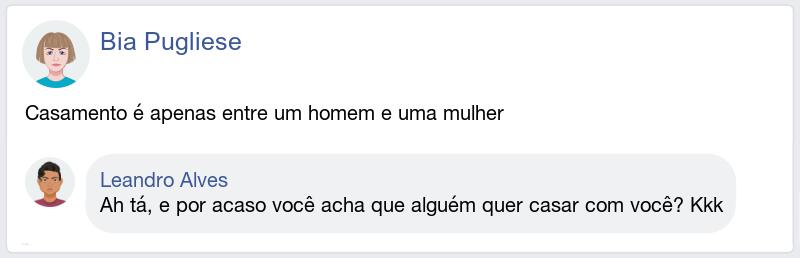 Bia Pugliese
Casamento é apenas entre um homem e uma mulher
Leandro Alves
Ah tá, e por acaso você acha que alguém quer casar com você? Kkk